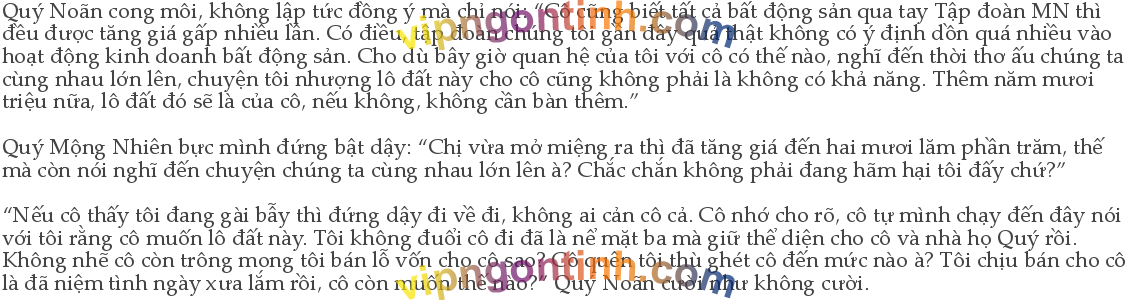 Quý Noãn cong môi, không lập tức đồng ý mà chỉ nói: “Cô cũng biết tất cả bất động sản qua tay Tập đoàn MN thì
đều được tăng giá gấp nhiều lần. Có điều, tập đoàn chúng tôi gần đây quả thật không có ý định dồn quá nhiều vào
hoạt động kinh doanh bất động sản. Cho dù bây giờ quan hệ của tôi với cô có thế nào, nghĩ đến thời thơ ấu chúng ta
cùng nhau lớn lên, chuyện tôi nhượng lô đất này cho cô cũng không phải là không có khả năng. Thêm năm mươi
triệu nữa, lô đất đó sẽ là của cô, nếu không, không cần bàn thêm.”
vipngontinh.com
Quý Mộng Nhiên bực mình đứng bật dậy: “Chị vừa mở miệng ra thì đã tăng giá đến hai mươi lăm phần trăm, thế
mà còn nói nghĩ đến chuyện chúng ta cùng nhau lớn lên à? Chắc chắn không phải đang hãm hại tôi đấy chứ?”
“Nếu cô thấy tôi đang gài bẫy thì đứng dậy đi về đi, không ai cản cô cả. Cô nhớ cho rõ, cô tự mình chạy đến đây nói
với tôi rằng cô muốn lô đất này. Tôi không đuổi cô đi đã là nể mặt ba mà giữ thể diện cho cô và nhà họ Quý rồi.
Không nhẽ cô còn trông mong tôi bán lỗ vốn cho cô sao? Cô quên tôi thù ghét cô đến mức nào à? Tôi chịu bán cho cô
là đã niệm tình ngày xưa lắm rồi, cô còn muốn thế nào?” Quý Noãn cười như không cười.
vipngontinh.com